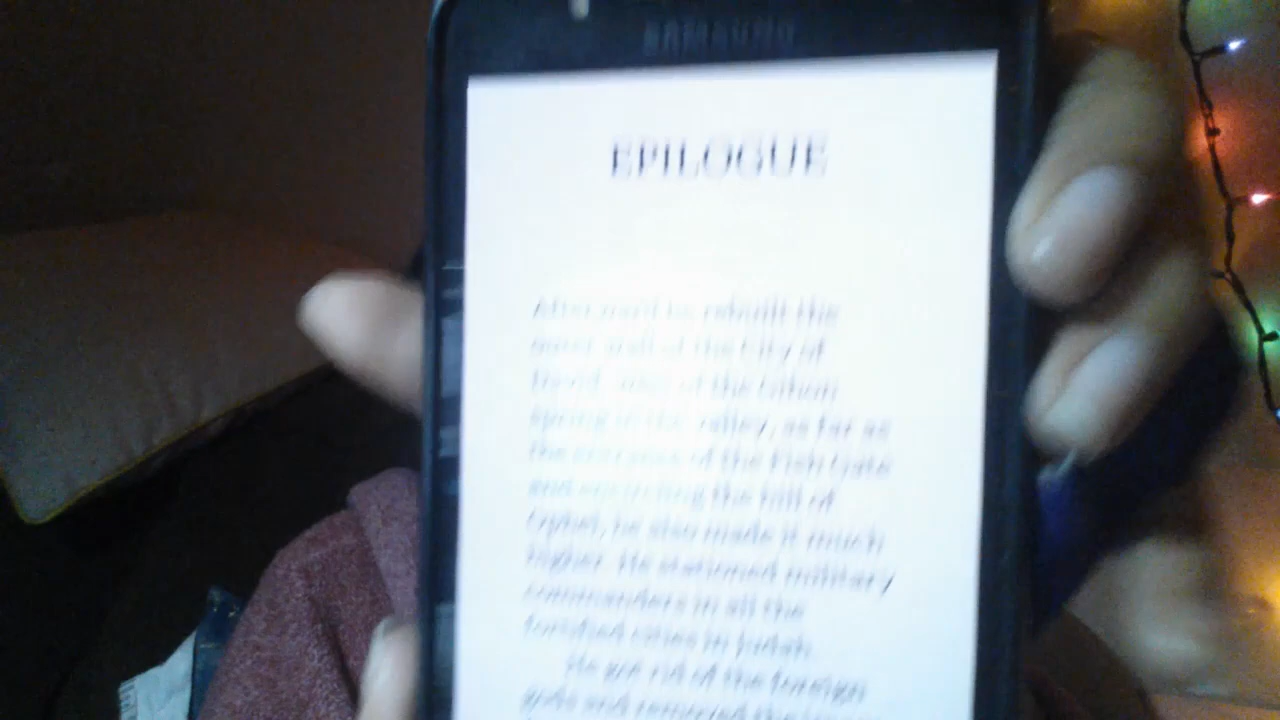 SAMSUNG
EPILOGUE
Afterward he rebuilt the
outer wall of the City of
David, west of the Gihon
spring in the valley, as far as
the entrance of the Fish Gate
and encircling the hill of
Ophel; he also made it much
higher. He stationed military
commanders in all the
fortified cities in Judah.
He got rid of the foreign
gods and removed the image